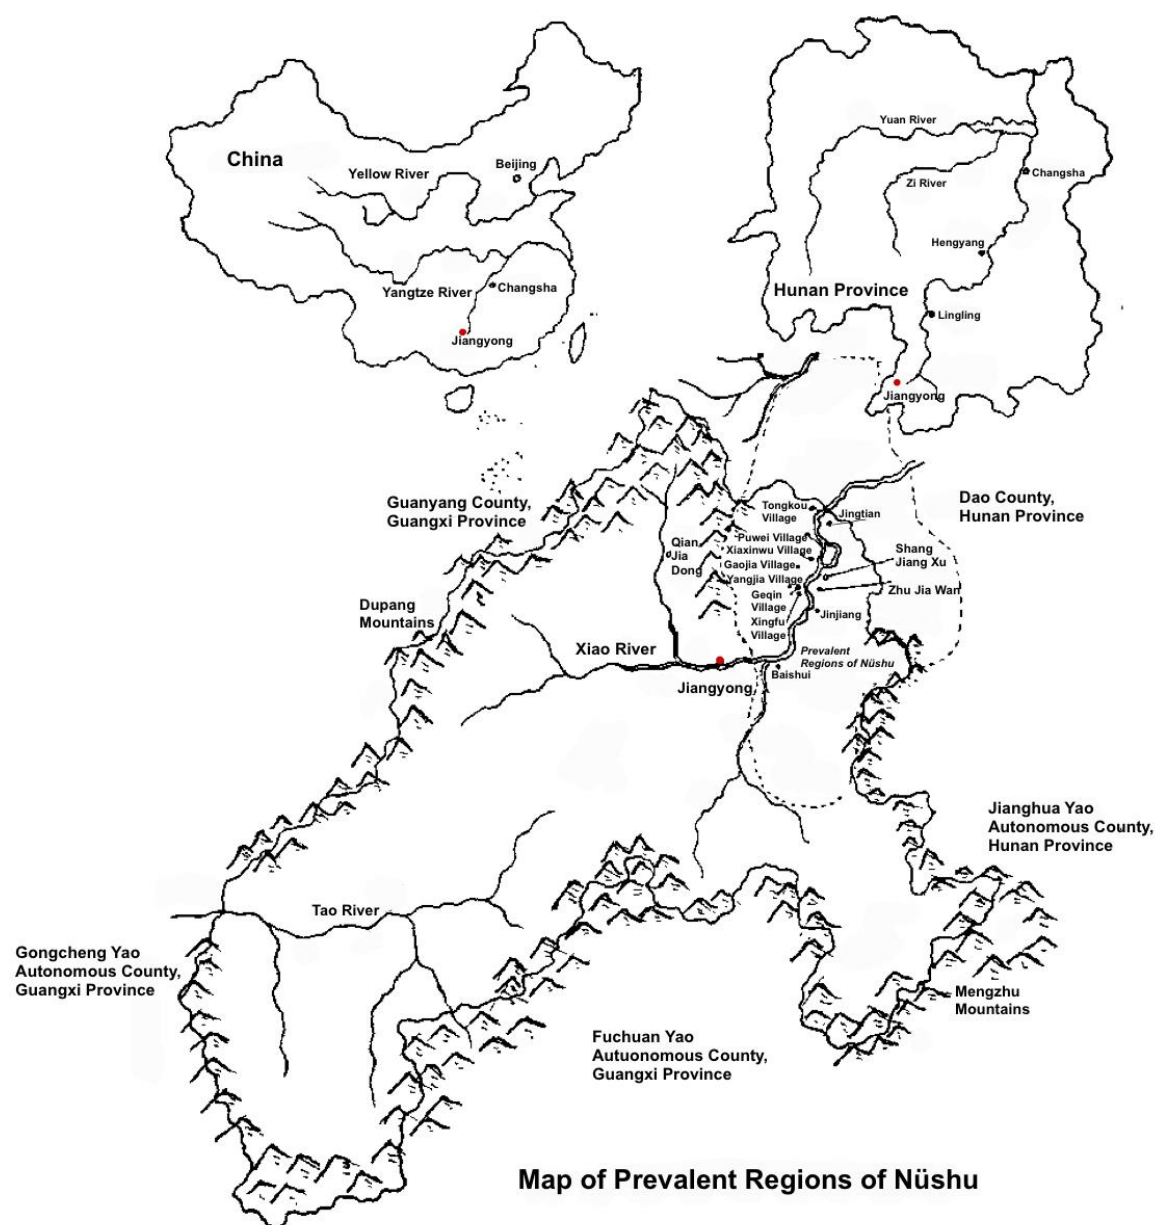 China
Yellow River
Beijing
Yangtze River
Changsha
Jiangyong
Yuan River
Zi River
Changsha
Hengyang
Hunan Province
Lingling
Jiangyong
Guanyang County,
Guangxi Province
Dao County,
Hunan Province
Tongkou
Village
Jingtian
Puwei Village
Xiaxinwu Village
Gaojia Village
Yangjia Village
Geqin
Village
Xingfu
Village
Qian
Jia
Dong
Shang
Jiang Xu
Zhu Jia Wan
Jinjiang
Dupang
Mountains
Xiao River
Prevalent
Regions of Nüshu
Baishui
Jiangyong
Jianghua Yao
Autonomous County,
Hunan Province
Tao River
Gongcheng Yao
Autonomous County,
Guangxi Province
Mengzhu
Mountains
Fuchuan Yao
Autuonomous County,
Guangxi Province
Map of Prevalent Regions of Nüshu